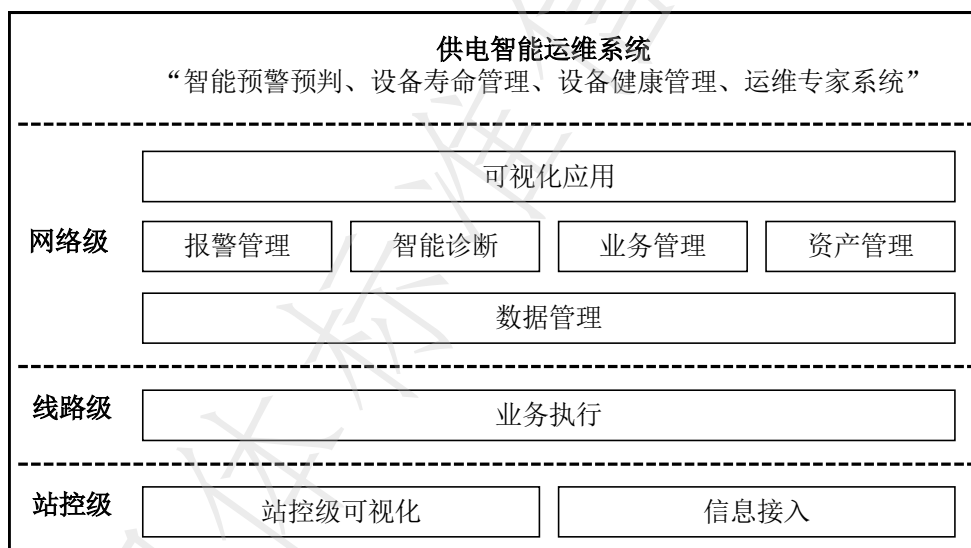 供电智能运维系统
“智能预警预判、设备寿命管理、设备健康管理、运维专家系统”
可视化应用
网络级
报警管理 智能诊断 业务管理 资产管理
数据管理
线路级 业务执行
站控级 站控级可视化 信息接入
体标准